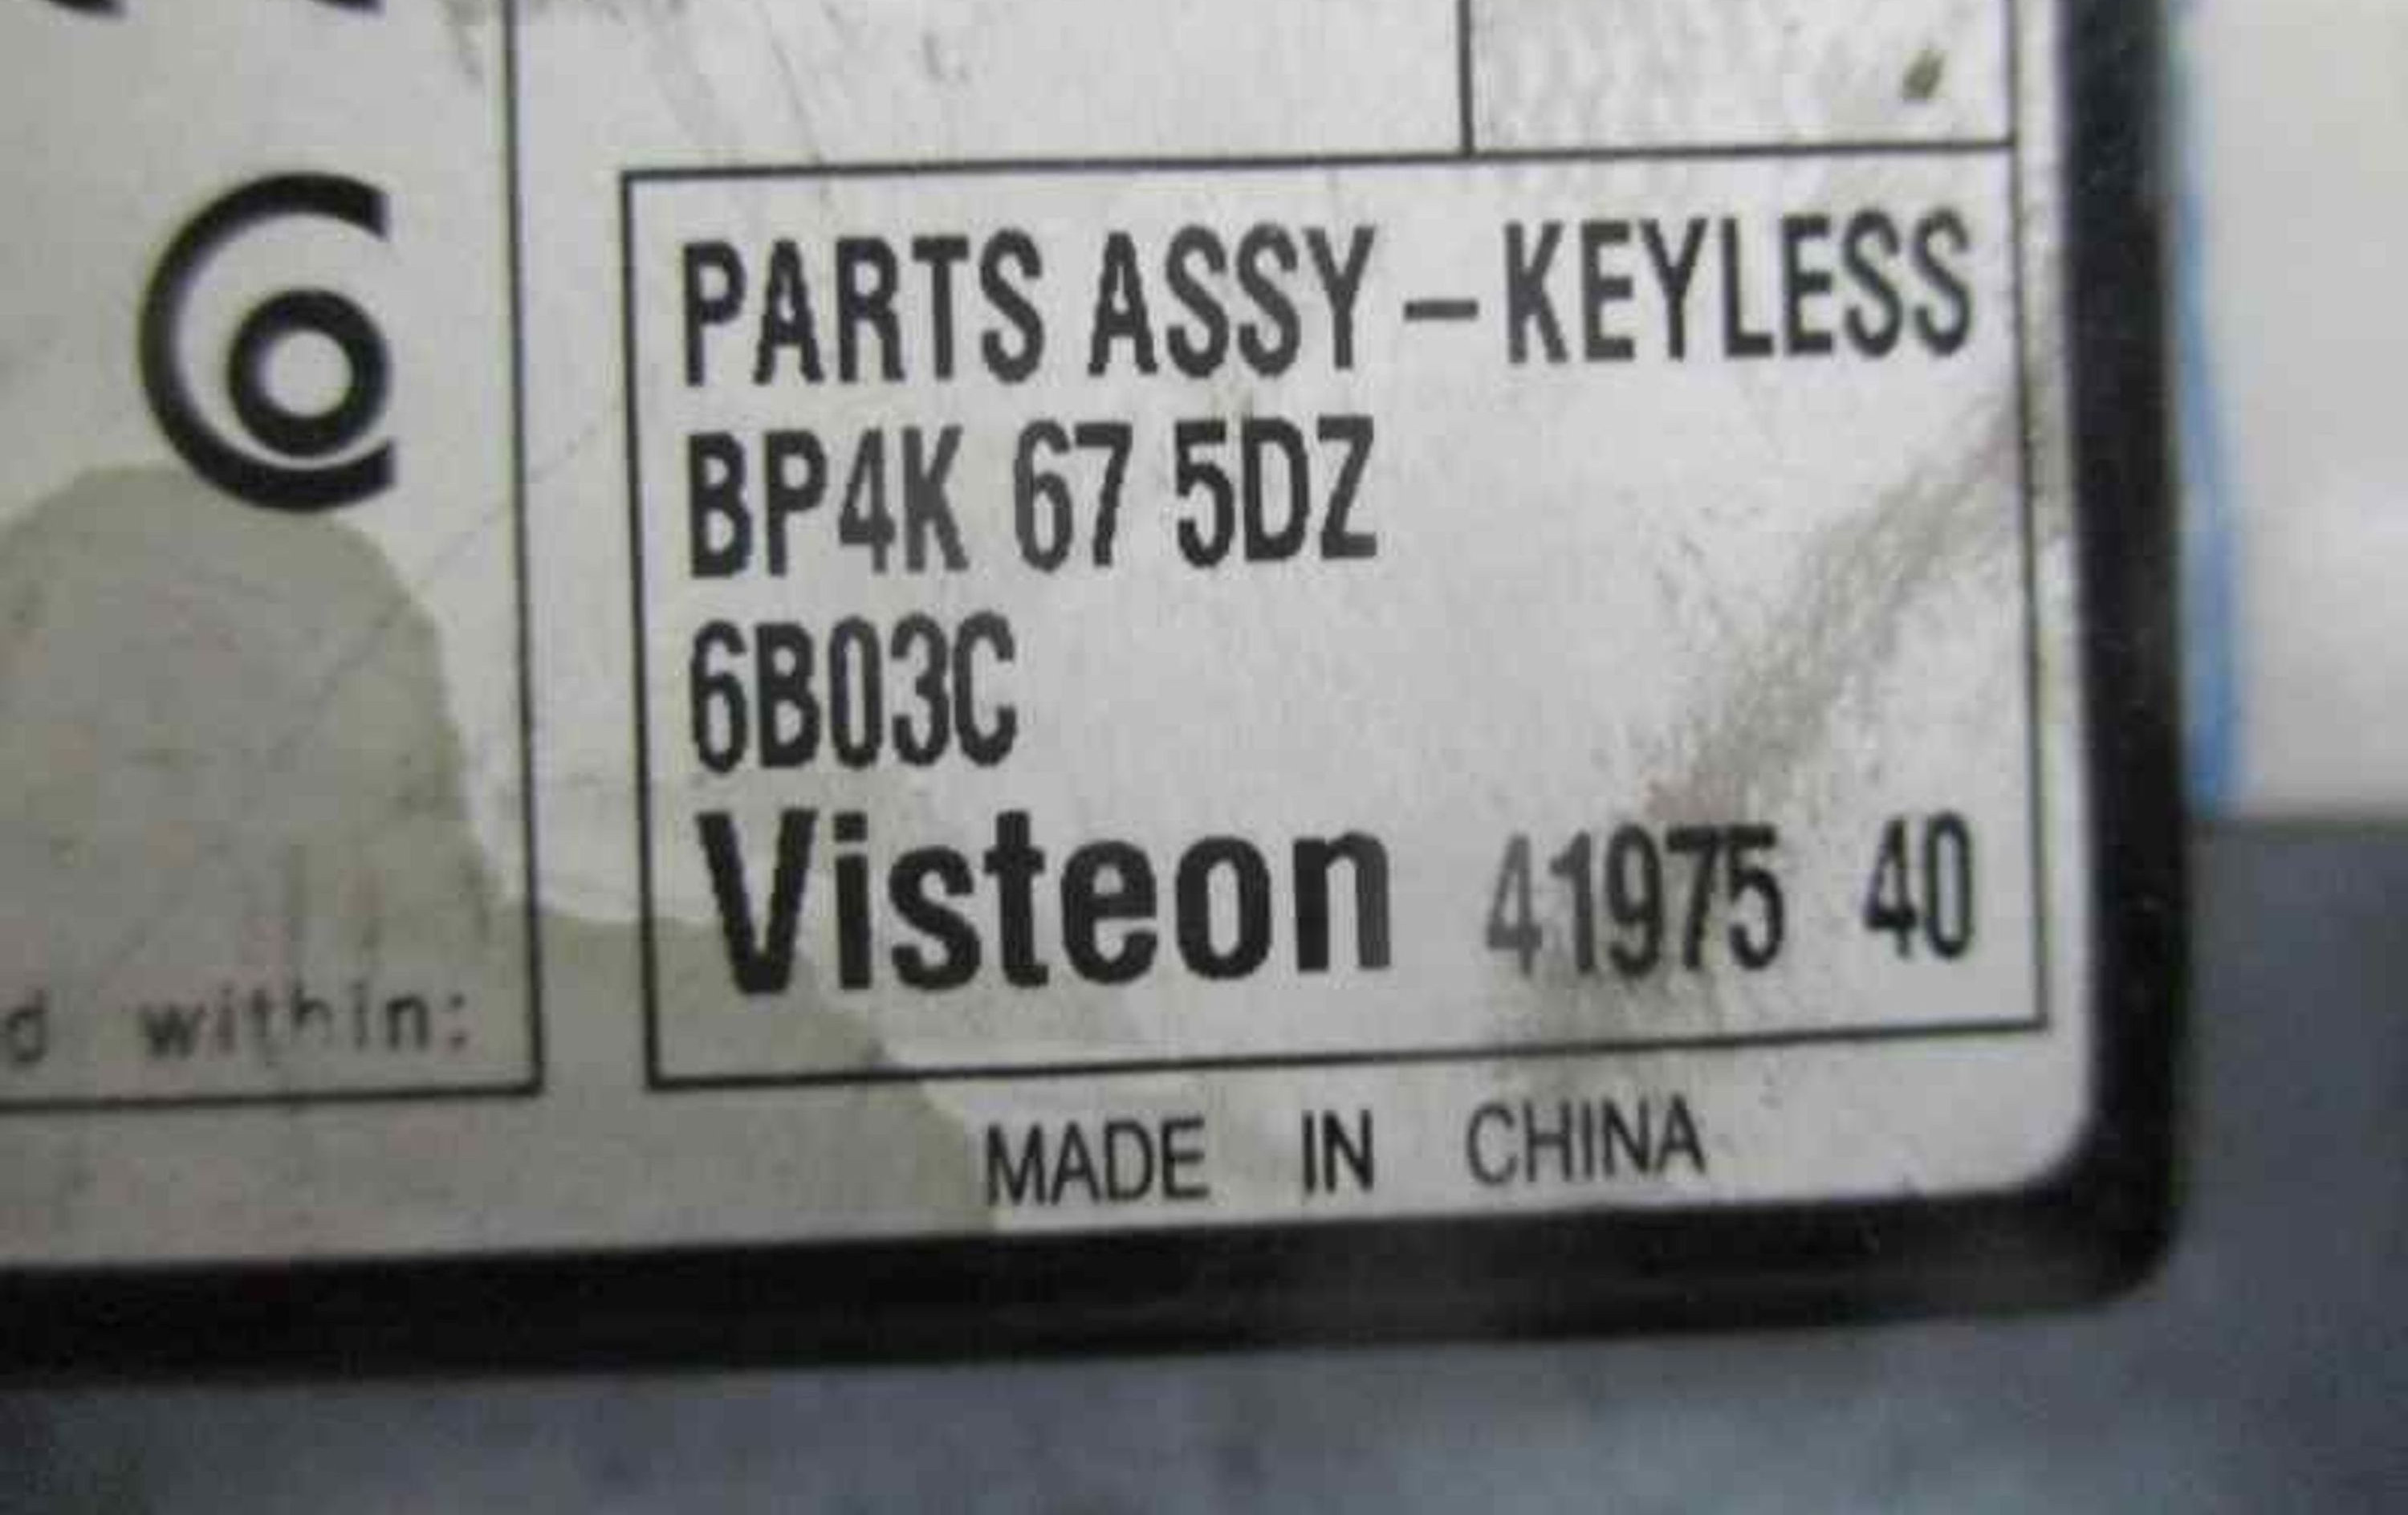 PARTS ASSY – KEYLESS
BP4K 67 5DZ
6B03C
Visteon 41975 40
d within:
MADE IN CHINA